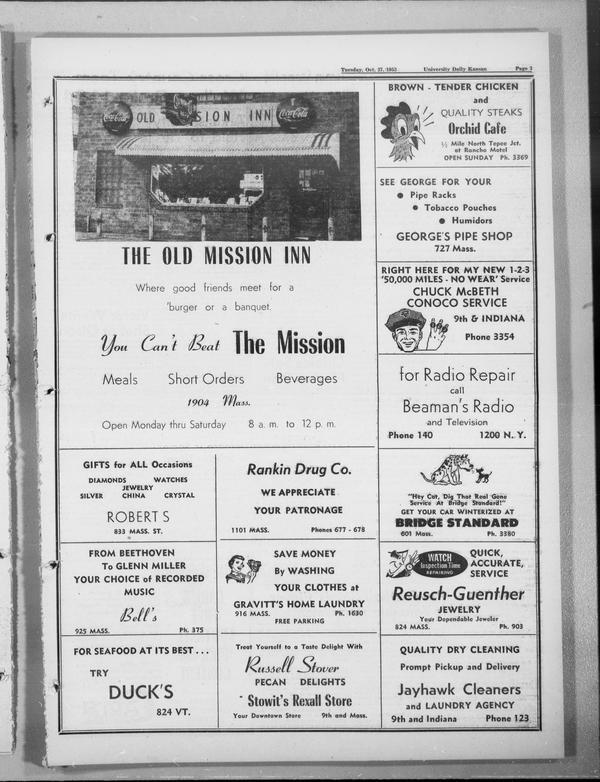 Tuesday, Oct. 27, 1953 University Daily Kansan Page 3
Coca-Cola OLD MISSION INN Coca-Cola
THE OLD MISSION INN
Where good friends meet for a
'burger or a banquet.
You Can't Beat The Mission
Meals Short Orders Beverages
1904 Mass.
Open Monday thru Saturday 8 a. m. to 12 p. m.
BROWN - TENDER CHICKEN
and
QUALITY STEAKS
Orchid Cafe
½ Mile North Tepee Jct.
at Rancho Motel
OPEN SUNDAY Ph. 3369
SEE GEORGE FOR YOUR
● Pipe Racks
● Tobacco Pouches
● Humidors
GEORGE'S PIPE SHOP
727 Mass.
RIGHT HERE FOR MY NEW 1-2-3
'50,000 MILES - NO WEAR' Service
CHUCK McBETH
CONOCO SERVICE
9th & INDIANA
Phone 3354
for Radio Repair
call
Beaman's Radio
and Television
Phone 140 1200 N. Y.
GIFTS for ALL Occasions
DIAMONDS WATCHES
JEWELRY
SILVER CHINA CRYSTAL
ROBERTS
833 MASS. ST.
Rankin Drug Co.
WE APPRECIATE
YOUR PATRONAGE
1101 MASS. Phones 677 - 678
"Hey Cat, Dig That Real Gone
Service At Bridge Standard!"
GET YOUR CAR WINTERIZED AT
BRIDGE STANDARD
601 Mass. Ph. 3380
FROM BEETHOVEN
To GLENN MILLER
YOUR CHOICE of RECORDED
MUSIC
Bell's
925 MASS. Ph. 375
SAVE MONEY
By WASHING
YOUR CLOTHES at
GRAVITT'S HOME LAUNDRY
916 MASS. Ph. 1630
FREE PARKING
WATCH
Inspection Time
REPAIRING
QUICK,
ACCURATE,
SERVICE
Reusch-Guenther
JEWELRY
Your Dependable Jeweler
824 MASS. Ph. 903
FOR SEAFOOD AT ITS BEST . . .
TRY
DUCK'S
824 VT.
Treat Yourself to a Taste Delight With
Russell Stover
PECAN DELIGHTS
Stowit's Rexall Store
Your Downtown Store 9th and Mass.
QUALITY DRY CLEANING
Prompt Pickup and Delivery
Jayhawk Cleaners
and LAUNDRY AGENCY
9th and Indiana Phone 123